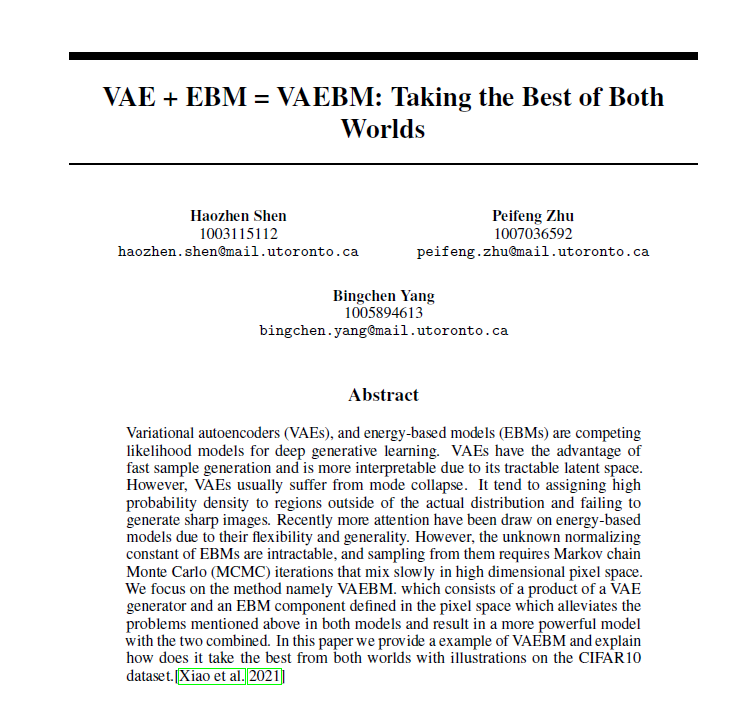 VAE + EBM = VAEBM: Taking the Best of Both
Worlds
Haozhen Shen
1003115112
haozhen.shen@mail.utoronto.ca
Peifeng Zhu
1007036592
peifeng.zhu@mail.utoronto.ca
Bingchen Yang
1005894613
bingchen.yang@mail.utoronto.ca
Abstract
Variational autoencoders (VAEs), and energy-based models (EBMs) are competing
likelihood models for deep generative learning. VAEs have the advantage of
fast sample generation and is more interpretable due to its tractable latent space.
However, VAEs usually suffer from mode collapse. It tend to assigning high
probability density to regions outside of the actual distribution and failing to
generate sharp images. Recently more attention have been draw on energy-based
models due to their flexibility and generality. However, the unknown normalizing
constant of EBMs are intractable, and sampling from them requires Markov chain
Monte Carlo (MCMC) iterations that mix slowly in high dimensional pixel space.
We focus on the method namely VAEBM. which consists of a product of a VAE
generator and an EBM component defined in the pixel space which alleviates the
problems mentioned above in both models and result in a more powerful model
with the two combined. In this paper we provide a example of VAEBM and explain
how does it take the best from both worlds with illustrations on the CIFAR10
dataset.[Xiao et al. 2021]